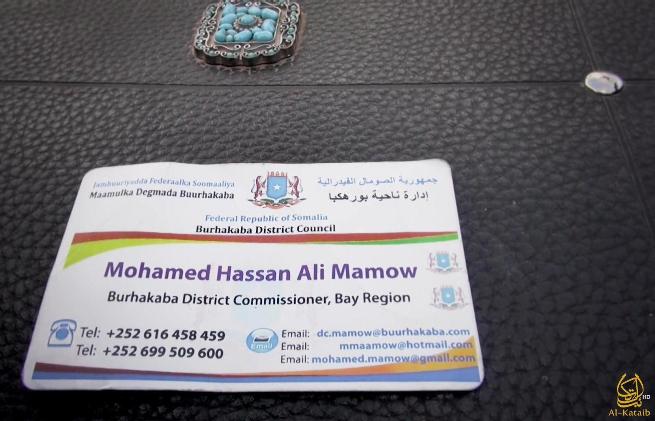 Jamhuuriyadda Federaalka Soomaaliya
Maamulka Degmada Buurhakaba
جمهورية الصومال الفيدرالية
إدارة ناحية بورهكبا
Federal Republic of Somalia
Burhakaba District Council
Mohamed Hassan Ali Mamow
Burhakaba District Commissioner, Bay Region
Tel: +252 616 458 459
Tel: +252 699 509 600
Email
Email: dc.mamow@buurhakaba.com
Email: mmaamow@hotmail.com
Email: mohamed.mamow@gmail.com
HD
Al-Kataib